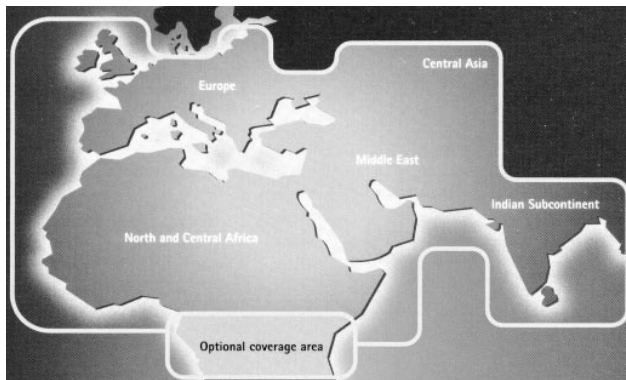 Central Asia
Europe
Middle East
Indian Subcontinent
North and Central Africa
Optional coverage area